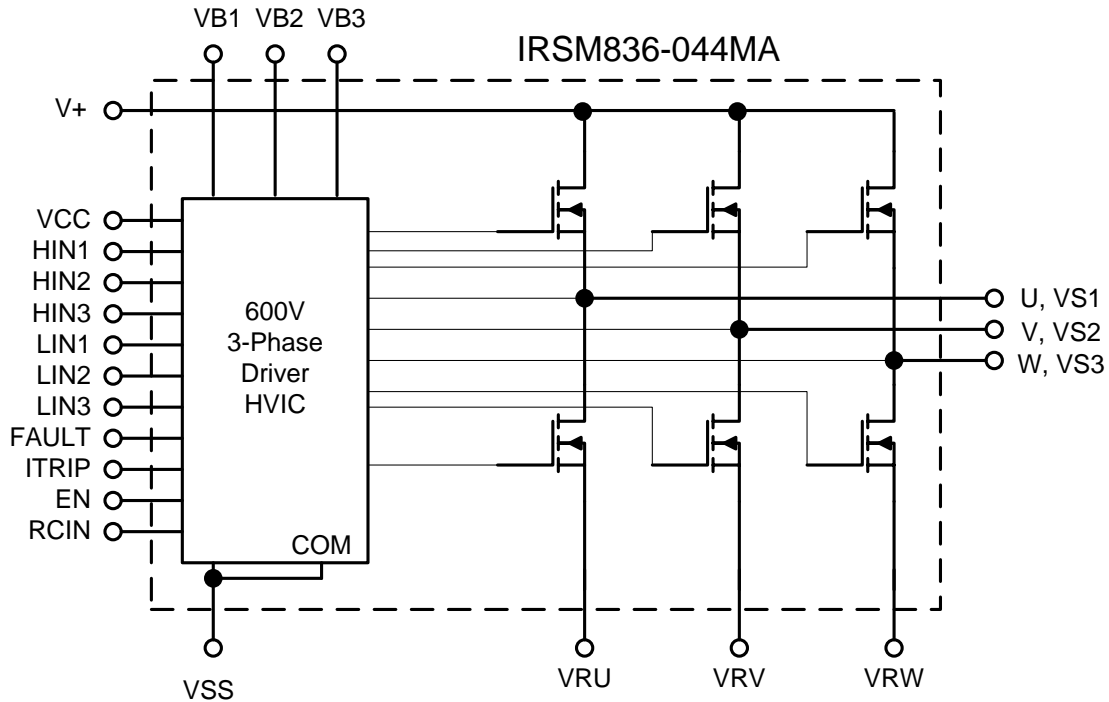 VB1 VB2 VB3
IRSM836-044MA
V+
VCC
HIN1
HIN2
HIN3
LIN1
LIN2
LIN3
FAULT
ITRIP
EN
RCIN
600V
3-Phase
Driver
HVIC
COM
U, VS1
V, VS2
W, VS3
VSS
VRU
VRV
VRW